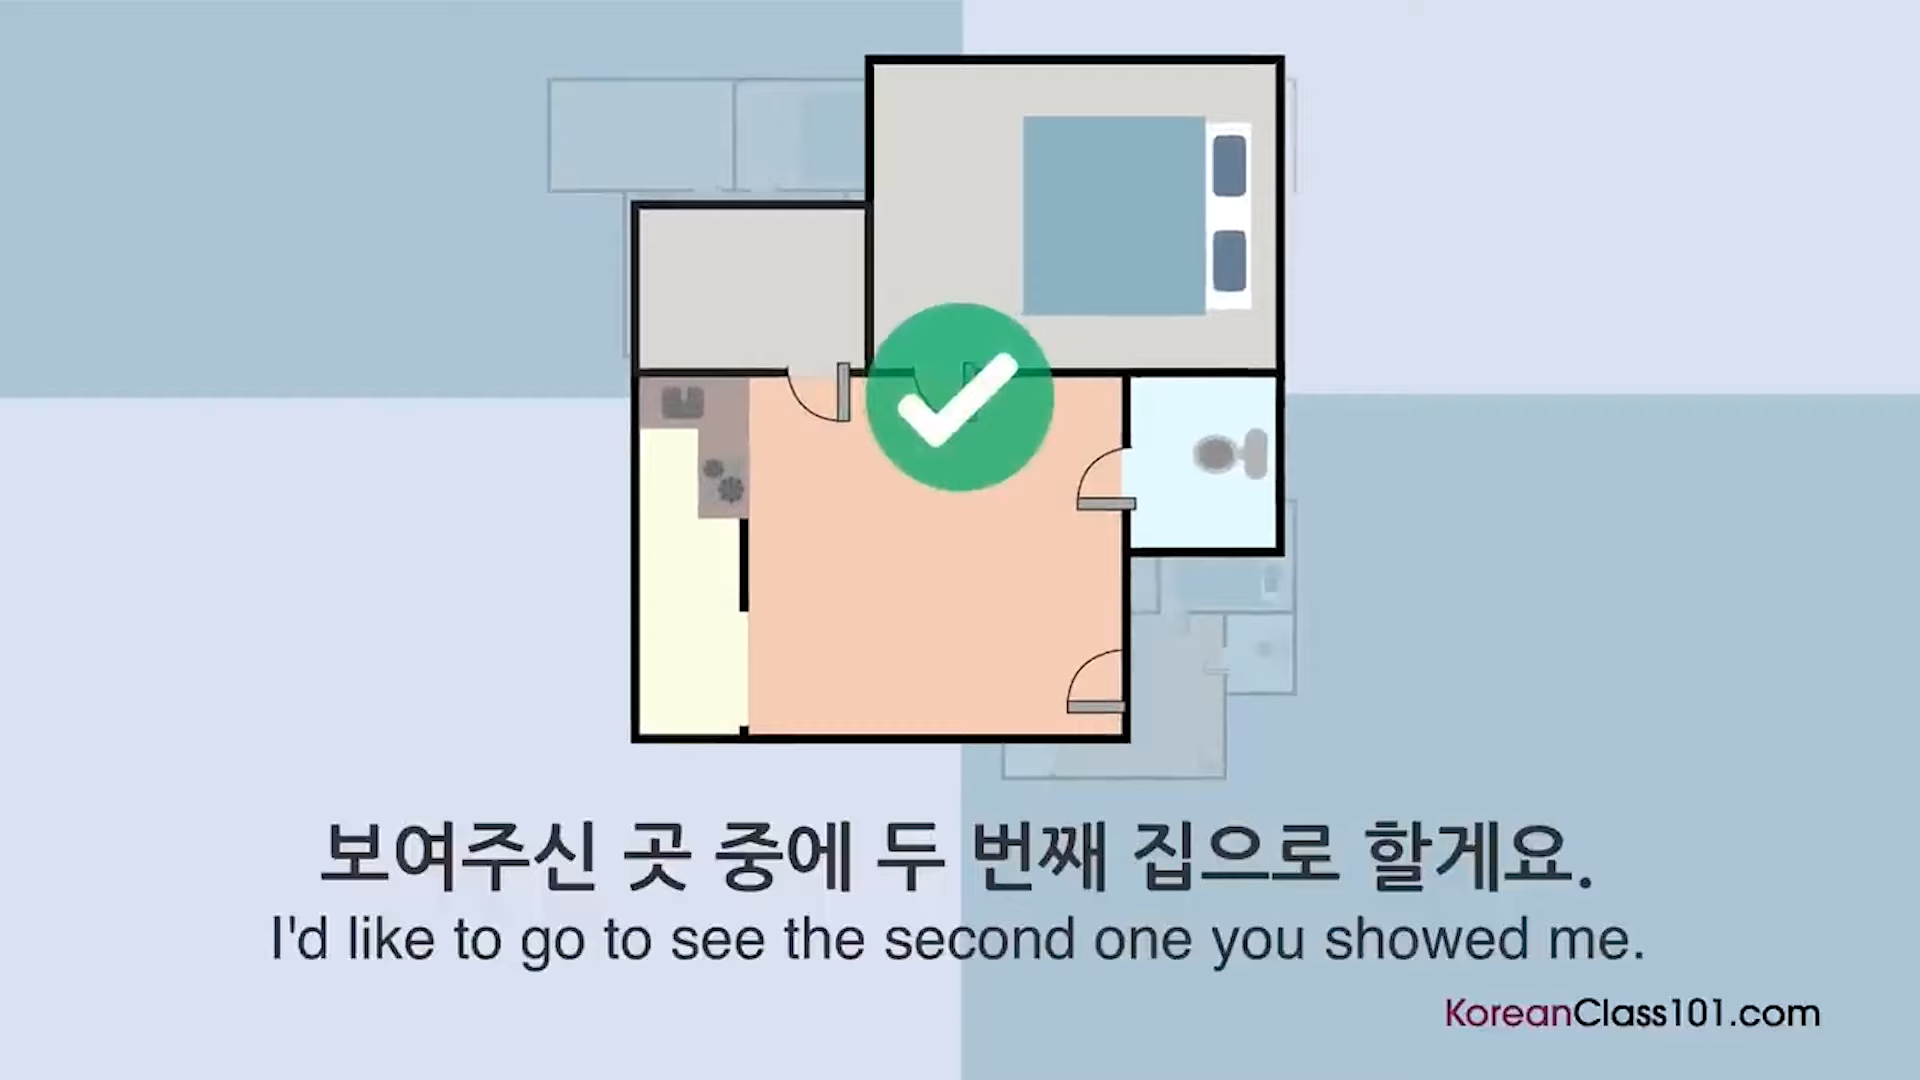 보여주신 곳 중에 두 번째 집으로 할게요.
I'd like to go to see the second one you showed me.
KoreanClass101.com